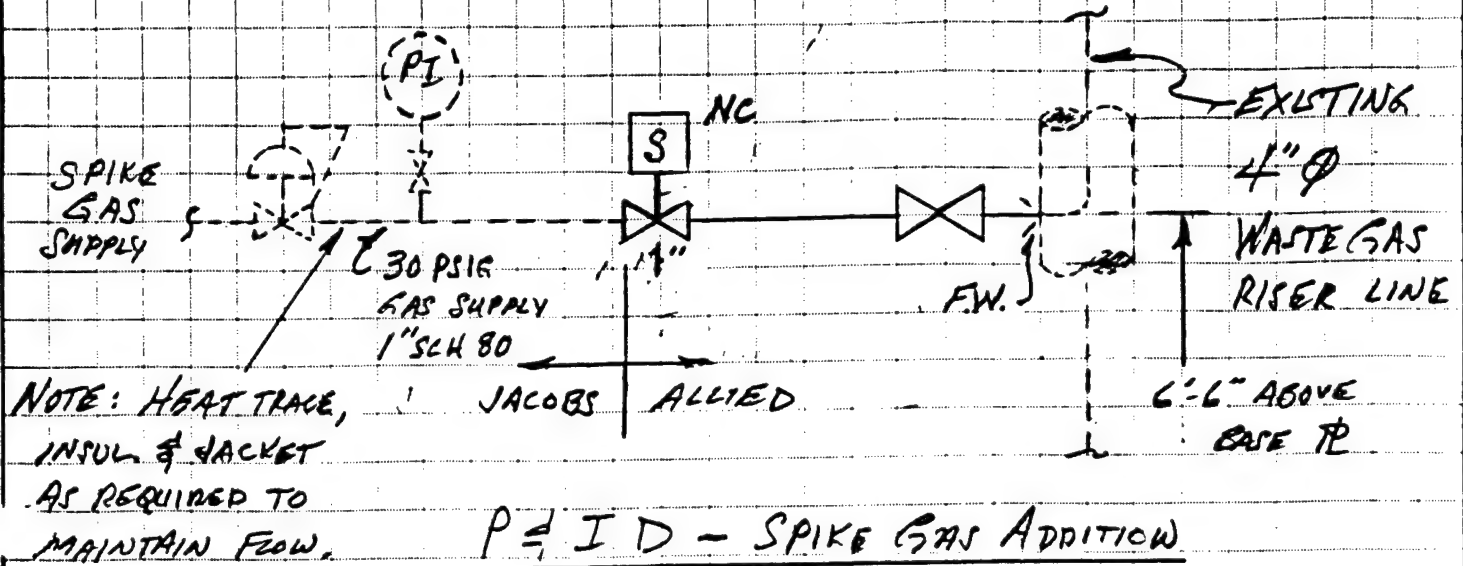 PI
NC
S
SPIKE
GAS
SUPPLY
30 PSIG
GAS SUPPLY
1" SCH 80
1"
F.W.
EXISTING
4" Ø
WASTE GAS
RISER LINE
6'-6" ABOVE
BASE PL
JACOBS
ALLIED
NOTE: HEAT TRACE,
INSUL & JACKET
AS REQUIRED TO
MAINTAIN FLOW.
P & I D - SPIKE GAS ADDITION